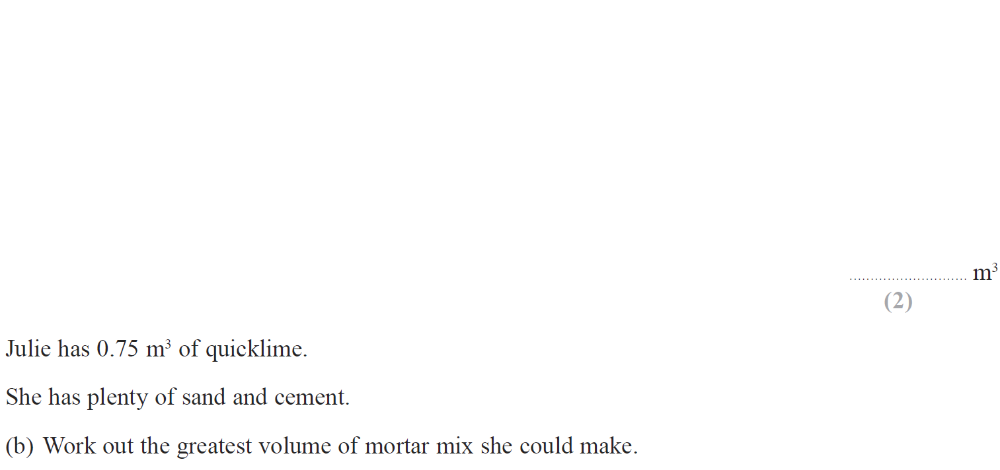 ........................... m³
(2)
Julie has 0.75 m³ of quicklime.
She has plenty of sand and cement.
(b) Work out the greatest volume of mortar mix she could make.